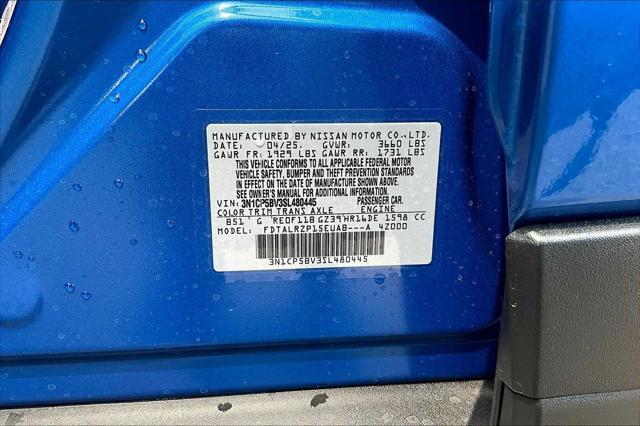 MANUFACTURED BY NISSAN MOTOR CO.,LTD.
DATE: 04/25. GVWR: 3660 LBS
GAWR FR: 1929 LBS GAWR RR: 1731 LBS
THIS VEHICLE CONFORMS TO ALL APPLICABLE FEDERAL MOTOR
VEHICLE SAFETY, BUMPER AND THEFT PREVENTION STANDARDS
IN EFFECT ON THE DATE OF MANUFACTURE SHOWN ABOVE.
SEE OWNER'S MANUAL FOR ADDITIONAL INFORMATION
VIN: 3N1CP5BV3SL480445 PASSENGER CAR.
COLOR TRIM TRANS AXLE ENGINE
B51 G RE0F11B GZ39 HR16DE 1598 CC
MODEL: FDTALRZP15EUAB---A 4Z000
3N1CP5BV3SL480445